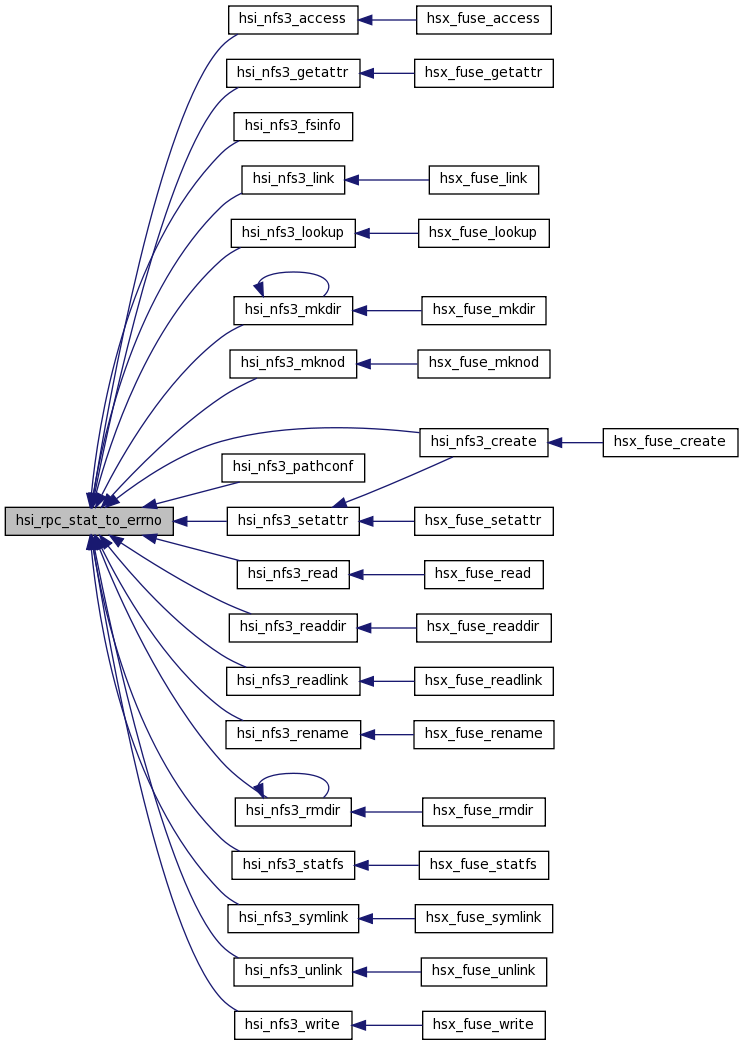 hsi_nfs3_access
hsx_fuse_access
hsi_nfs3_getattr
hsx_fuse_getattr
hsi_nfs3_fsinfo
hsi_nfs3_link
hsx_fuse_link
hsi_nfs3_lookup
hsx_fuse_lookup
hsi_nfs3_mkdir
hsx_fuse_mkdir
hsi_nfs3_mknod
hsx_fuse_mknod
hsi_nfs3_create
hsx_fuse_create
hsi_nfs3_pathconf
hsi_rpc_stat_to_errno
hsi_nfs3_setattr
hsx_fuse_setattr
hsi_nfs3_read
hsx_fuse_read
hsi_nfs3_readdir
hsx_fuse_readdir
hsi_nfs3_readlink
hsx_fuse_readlink
hsi_nfs3_rename
hsx_fuse_rename
hsi_nfs3_rmdir
hsx_fuse_rmdir
hsi_nfs3_statfs
hsx_fuse_statfs
hsi_nfs3_symlink
hsx_fuse_symlink
hsi_nfs3_unlink
hsx_fuse_unlink
hsi_nfs3_write
hsx_fuse_write